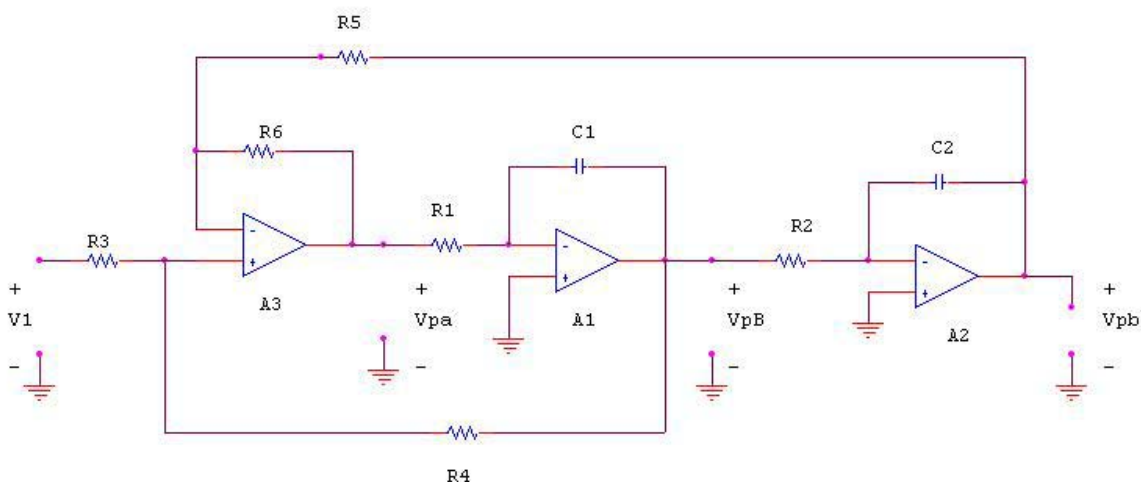 R5
R6
C1
C2
R3
R1
R2
-
+
-
+
-
+
+
V1
-
A3
+
Vpa
-
A1
+
VpB
-
A2
+
Vpb
-
R4